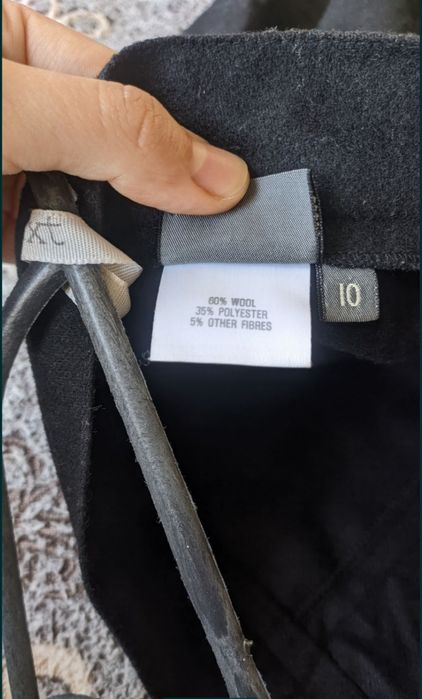 60% WOOL
35% POLYESTER
5% OTHER FIBRES
10